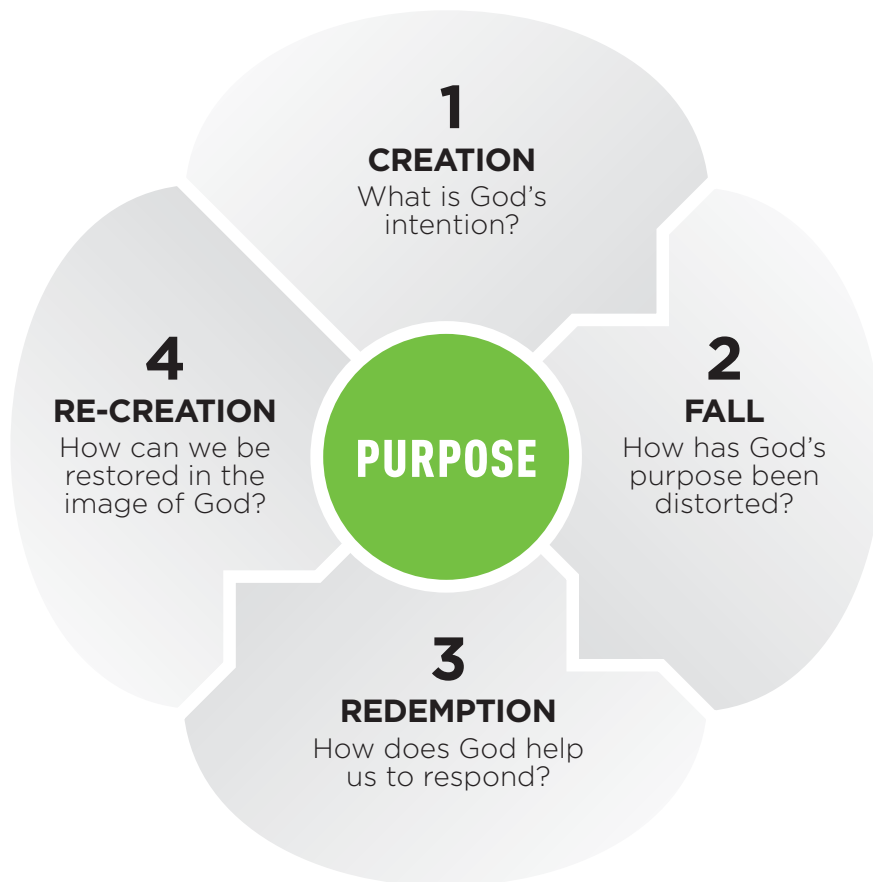 1
CREATION
What is God's
intention?
2
FALL
How has God's
purpose been
distorted?
3
REDEMPTION
How does God help
us to respond?
4
RE-CREATION
How can we be
restored in the
image of God?
PURPOSE